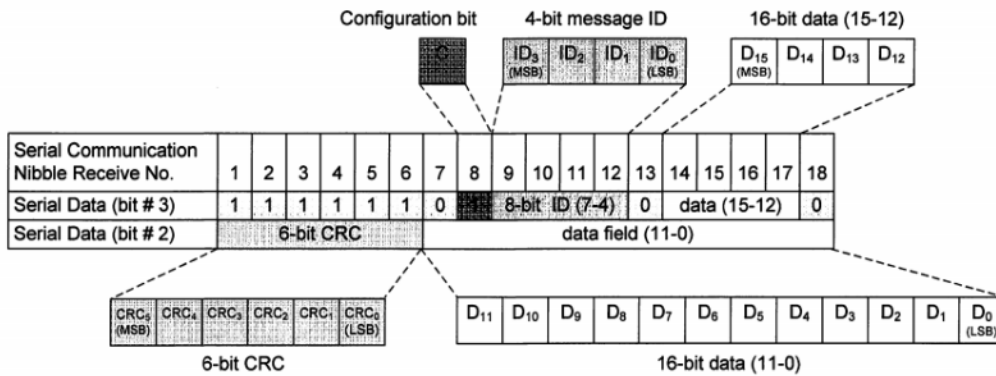 Configuration bit 4-bit message ID 16-bit data (15-12)
C ID3 ID2 ID1 ID0 D15 D14 D13 D12
(MSB) (LSB) (MSB)
Serial Communication
Nibble Receive No. 1 2 3 4 5 6 7 8 9 10 11 12 13 14 15 16 17 18
Serial Data (bit # 3) 1 1 1 1 1 1 0 1 8-bit ID (7-4) 0 data (15-12) 0
Serial Data (bit # 2) 6-bit CRC data field (11-0)
CRC5 CRC4 CRC3 CRC2 CRC1 CRC0 D11 D10 D9 D8 D7 D6 D5 D4 D3 D2 D1 D0
(MSB) (LSB) (LSB)
6-bit CRC 16-bit data (11-0)